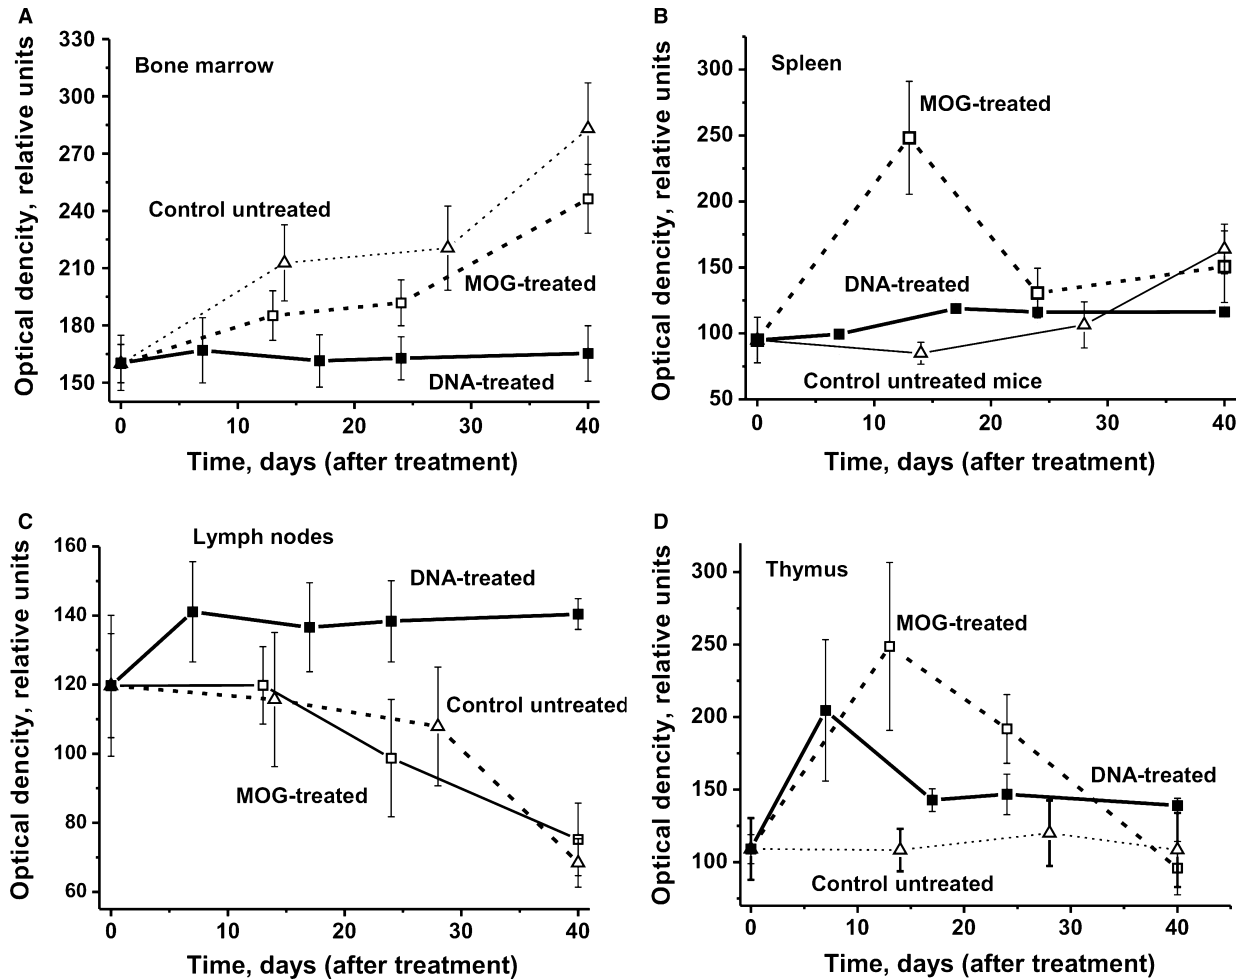 A
Optical dencity, relative units
330
300
270
240
210
180
150
Bone marrow
Control untreated
MOG-treated
DNA-treated
0 10 20 30 40
Time, days (after treatment)
B
Optical dencity, relative units
300
250
200
150
100
50
Spleen
MOG-treated
DNA-treated
Control untreated mice
0 10 20 30 40
Time, days (after treatment)
C
Optical dencity, relative units
160
140
120
100
80
60
Lymph nodes
DNA-treated
Control untreated
MOG-treated
0 10 20 30 40
Time, days (after treatment)
D
Optical dencity, relative units
300
250
200
150
100
Thymus
MOG-treated
DNA-treated
Control untreated
0 10 20 30 40
Time, days (after treatment)